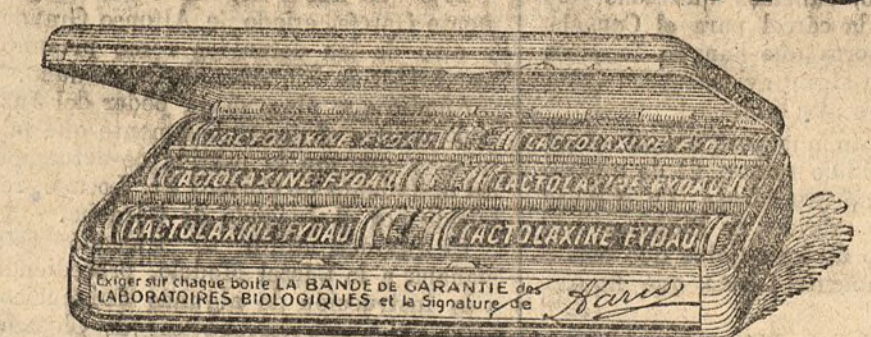 LACTOLAXINE FYDAU LACTOLAXINE FYDAU
LACTOLAXINE FYDAU LACTOLAXINE FYDAU
LACTOLAXINE FYDAU LACTOLAXINE FYDAU
Exiger sur chaque boite LA BANDE DE GARANTIE des
LABORATOIRES BIOLOGIQUES et la Signature de